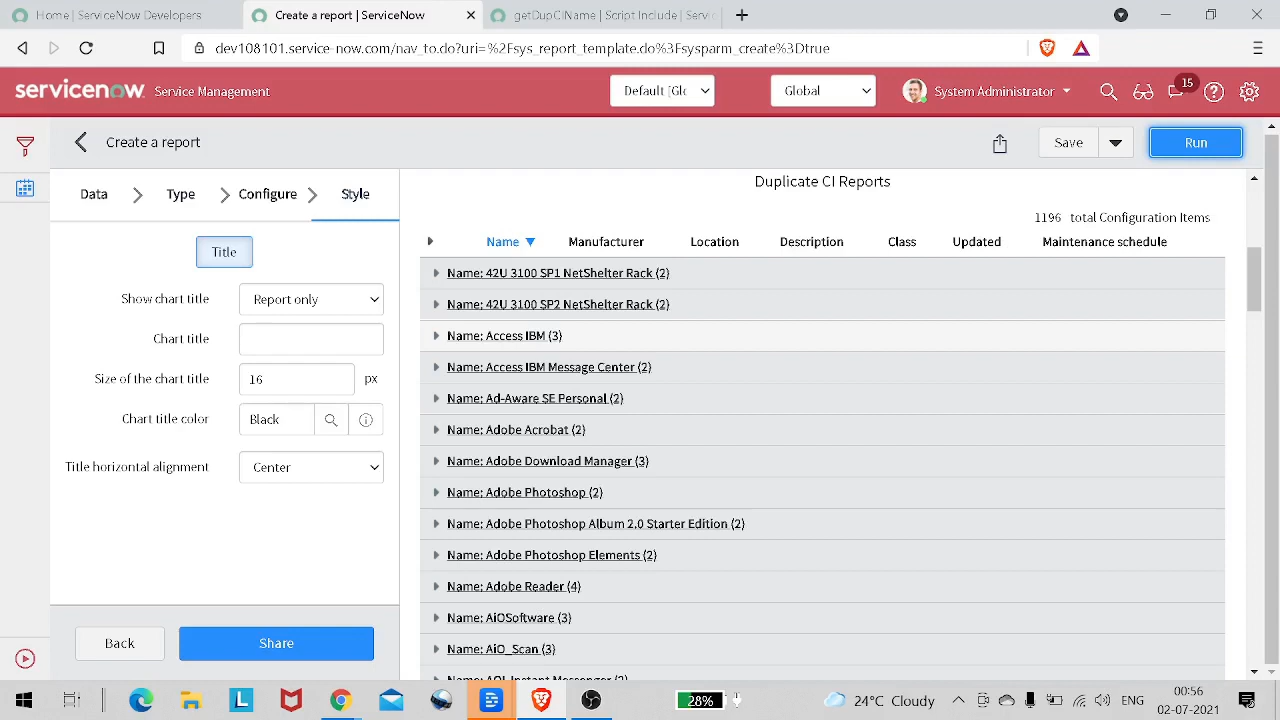 Home | ServiceNow Developers
Create a report | ServiceNow
getDupCIName | Script Include | Servic
dev108101.service-now.com/nav_to.do?uri=%2Fsys_report_template.do%3Fsysparm_create%3Dtrue
servicenow. Service Management
Default [Glo
Global
System Administrator
15
Create a report
Save
Run
Data
Type
Configure
Style
Title
Show chart title
Report only
Chart title
Size of the chart title
16
px
Chart title color
Black
Title horizontal alignment
Center
Back
Share
Duplicate CI Reports
1196 total Configuration Items
Name Manufacturer Location Description Class Updated Maintenance schedule
Name: 42U 3100 SP1 NetShelter Rack (2)
Name: 42U 3100 SP2 NetShelter Rack (2)
Name: Access IBM (3)
Name: Access IBM Message Center (2)
Name: Ad-Aware SE Personal (2)
Name: Adobe Acrobat (2)
Name: Adobe Download Manager (3)
Name: Adobe Photoshop (2)
Name: Adobe Photoshop Album 2.0 Starter Edition (2)
Name: Adobe Photoshop Elements (2)
Name: Adobe Reader (4)
Name: AiOSoftware (3)
Name: AiO_Scan (3)
Name: AOL Instant Messenger (2)
28%
24°C Cloudy
ENG
00:56
02-07-2021